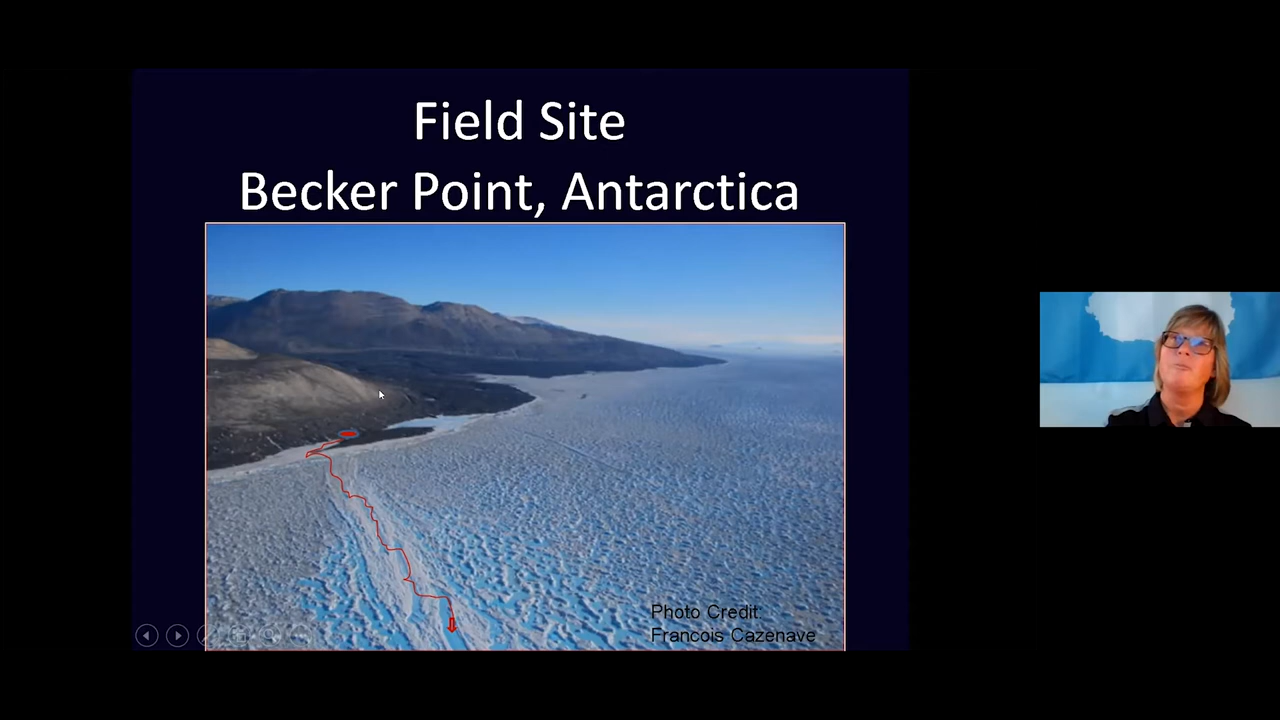 Field Site
Becker Point, Antarctica
Photo Credit:
Francois Cazenave